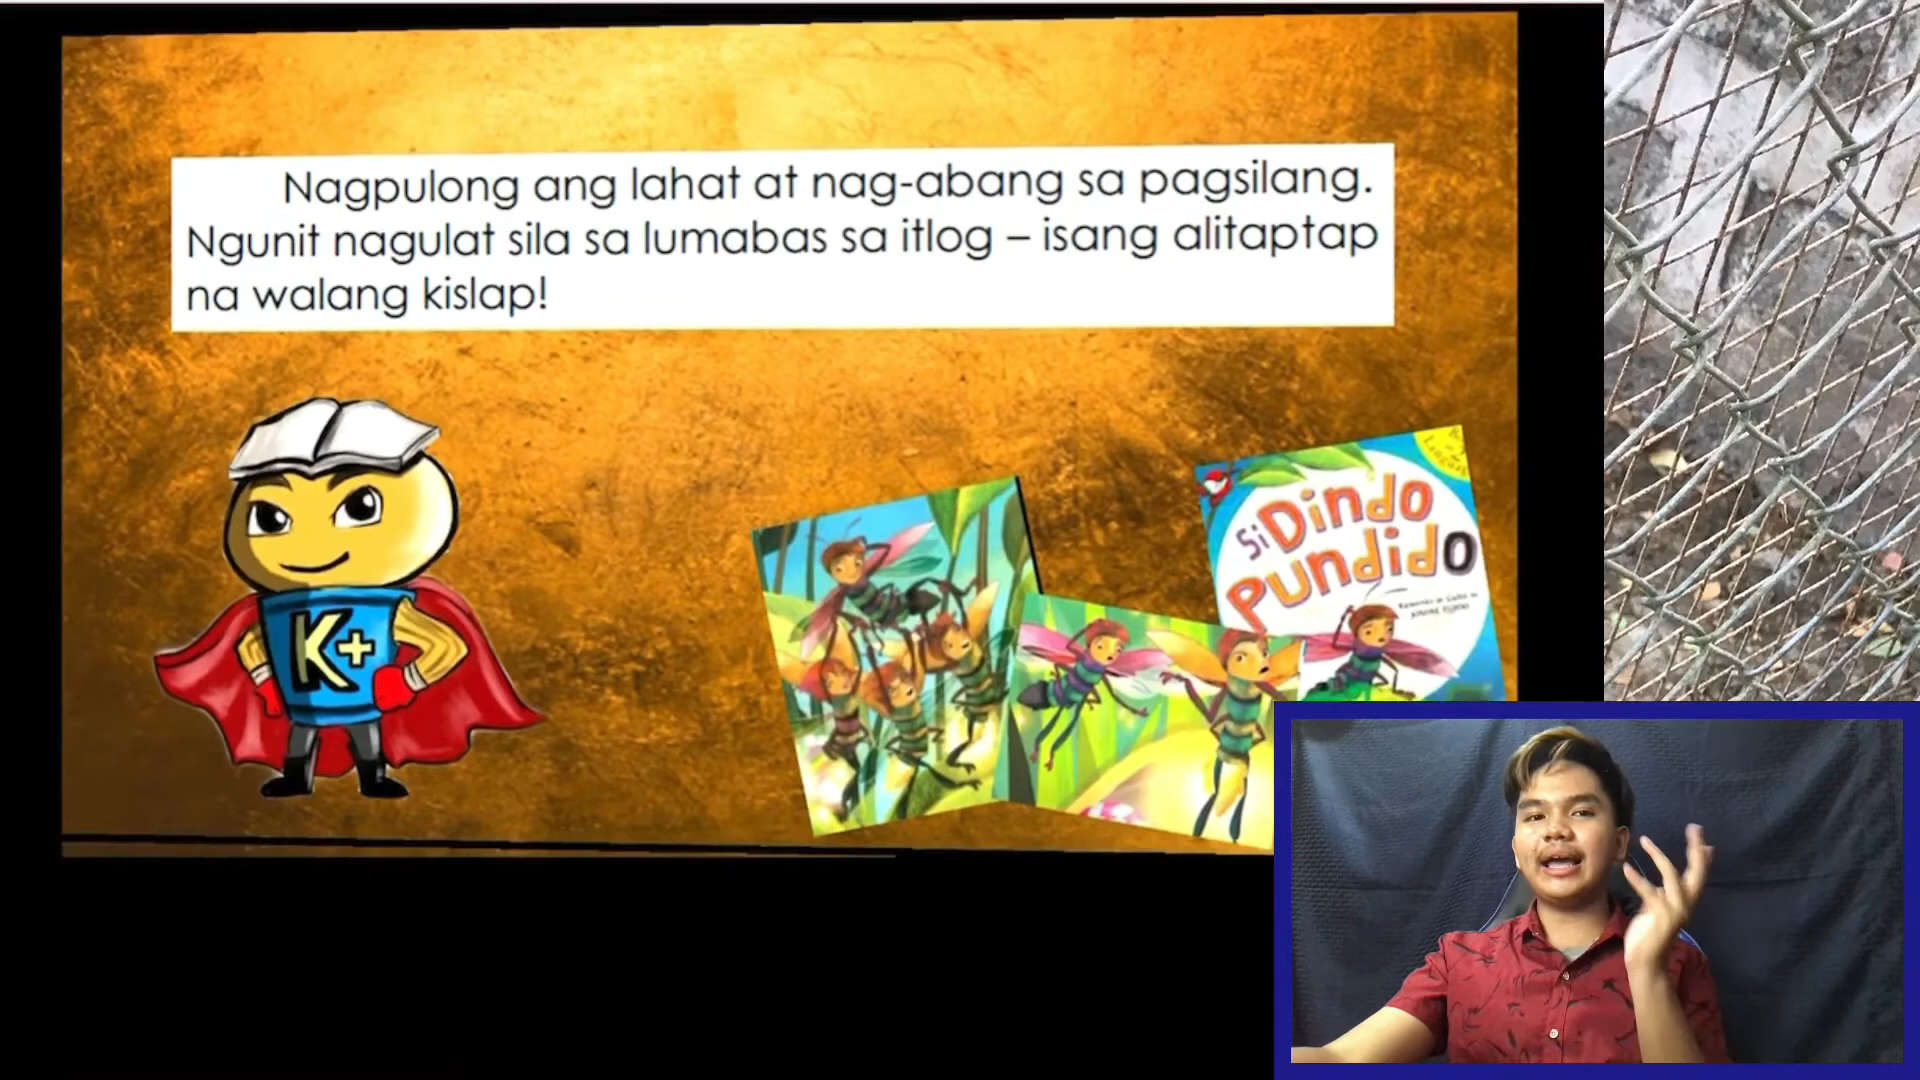 Nagpulong ang lahat at nag-abang sa pagsilang.
Ngunit nagulat sila sa lumabas sa itlog – isang alitaptap
na walang kislap!
K+
Si Dindo
Pundido